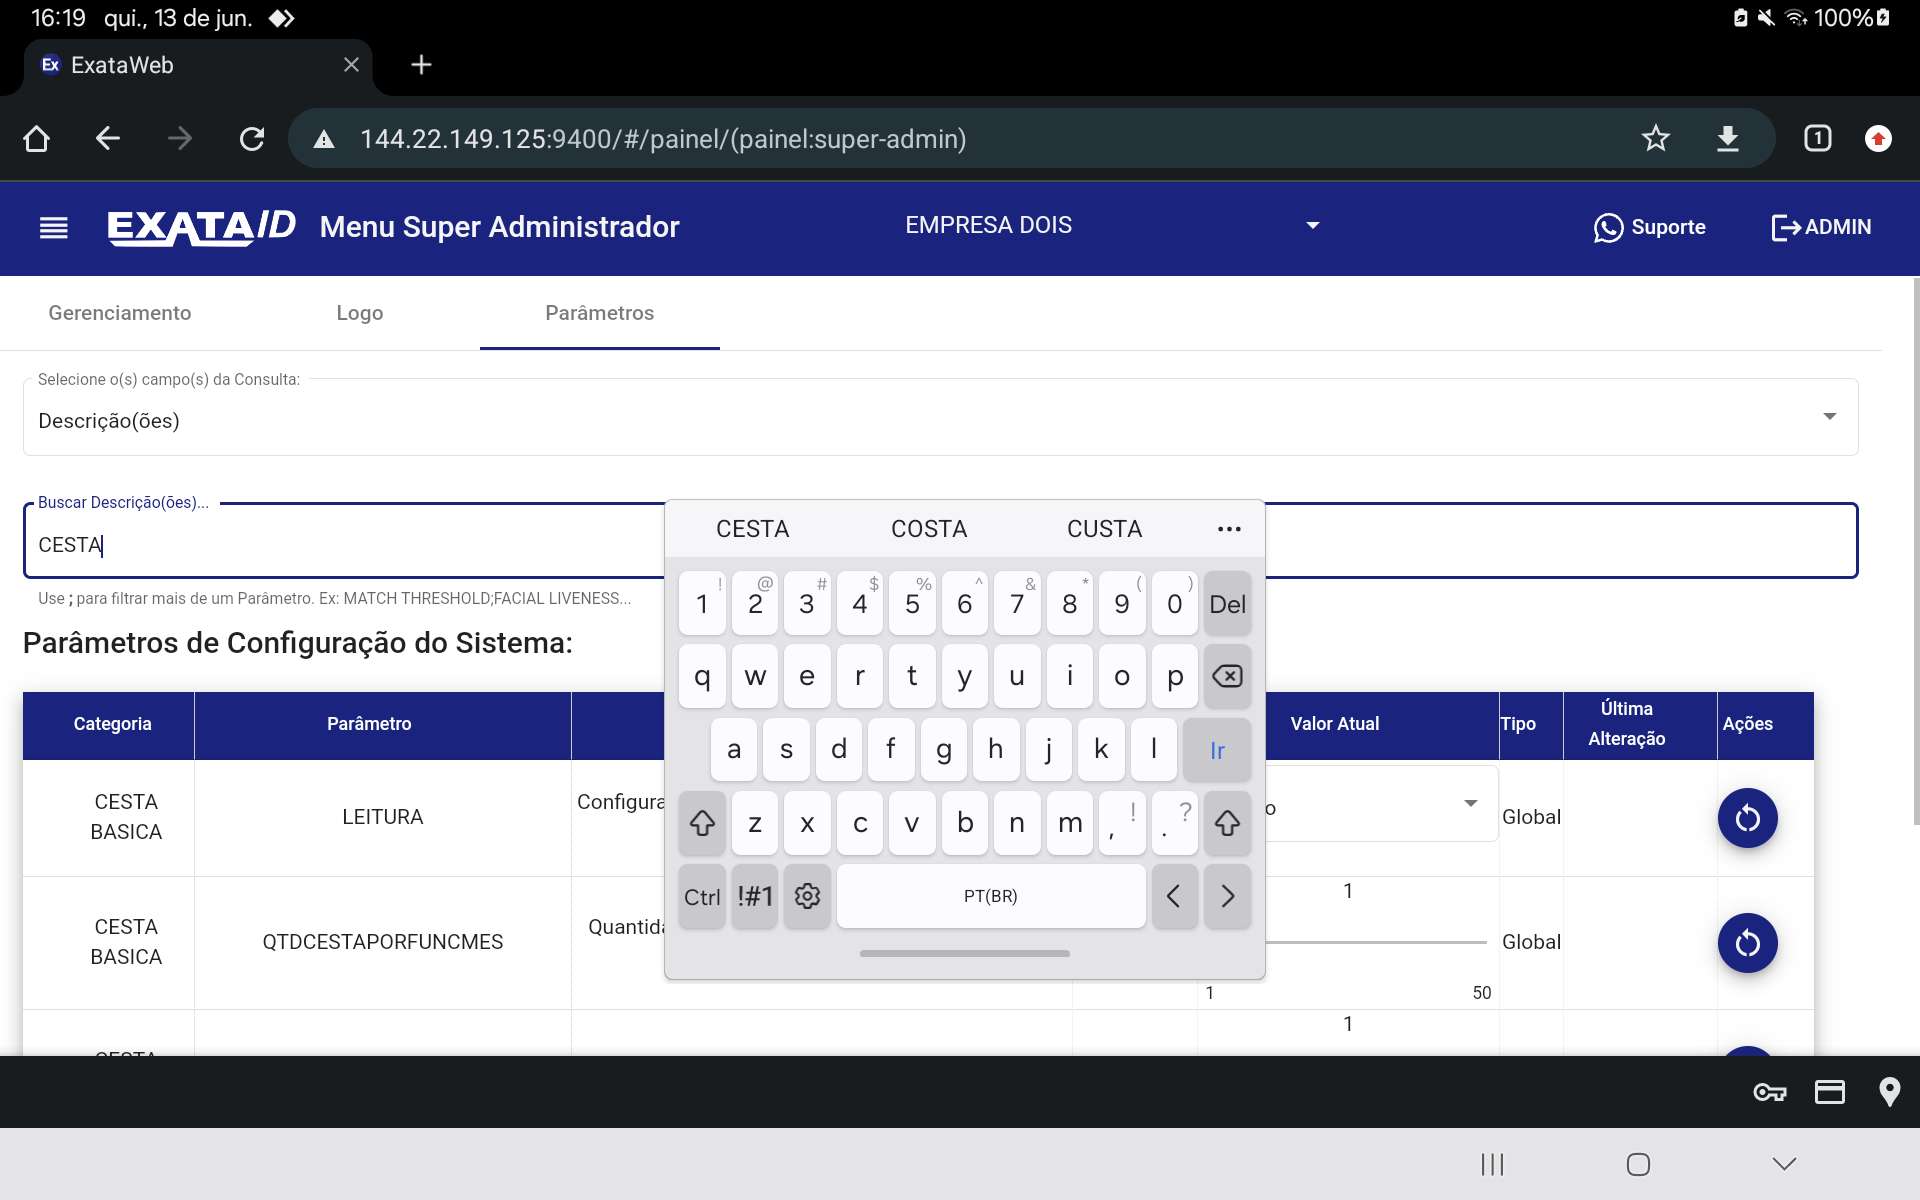 16:19 qui., 13 de jun.
100%
Ex ExataWeb
144.22.149.125:9400/#/painel/(painel:super-admin)
1
EXATA/ID Menu Super Administrador EMPRESA DOIS Suporte ADMIN
Gerenciamento Logo Parâmetros
Selecione o(s) campo(s) da Consulta:
Descrição(ões)
Buscar Descrição(ões)...
CESTA
Use ; para filtrar mais de um Parâmetro. Ex: MATCH THRESHOLD;FACIAL LIVENESS...
Parâmetros de Configuração do Sistema:
Categoria Parâmetro Valor Atual Tipo Última Alteração Ações
CESTA BASICA LEITURA Configura o Global
CESTA BASICA QTDCESTAPORFUNCMES Quantida 1 Global
1 50
1
CESTA COSTA CUSTA ...
! @ # $ % ^ & * ( )
1 2 3 4 5 6 7 8 9 0 Del
q w e r t y u i o p
a s d f g h j k l Ir
z x c v b n m , ! . ?
Ctrl !#1 PT(BR) < >